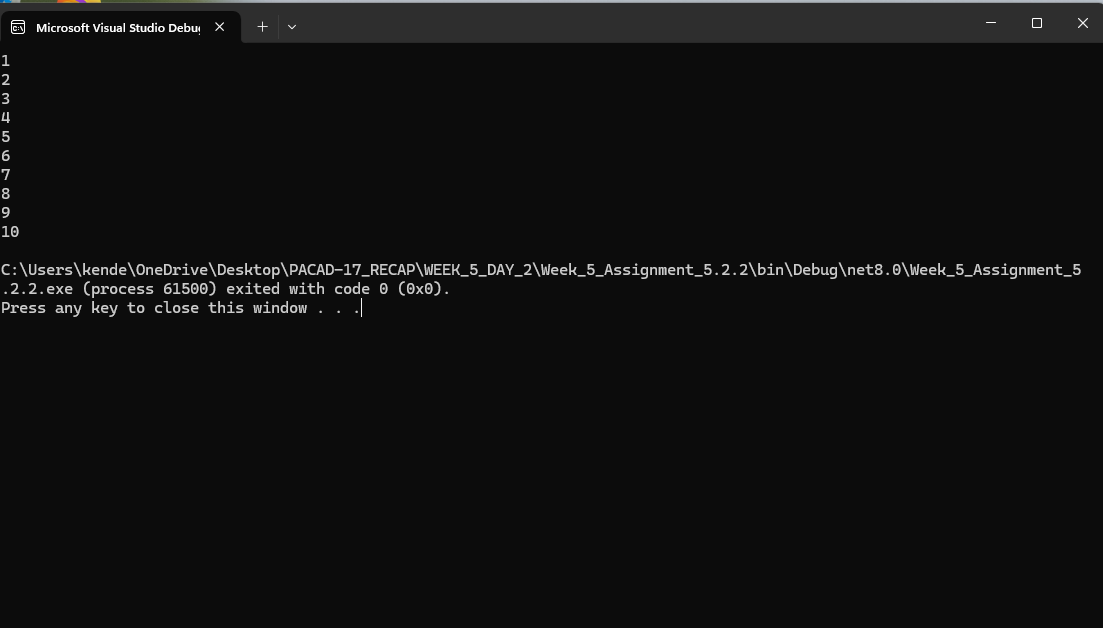 Microsoft Visual Studio Debu
1
2
3
4
5
6
7
8
9
10
C:\Users\kende\OneDrive\Desktop\PACAD-17_RECAP\WEEK_5_DAY_2\Week_5_Assignment_5.2.2\bin\Debug\net8.0\Week_5_Assignment_5
.2.2.exe (process 61500) exited with code 0 (0x0).
Press any key to close this window . . .